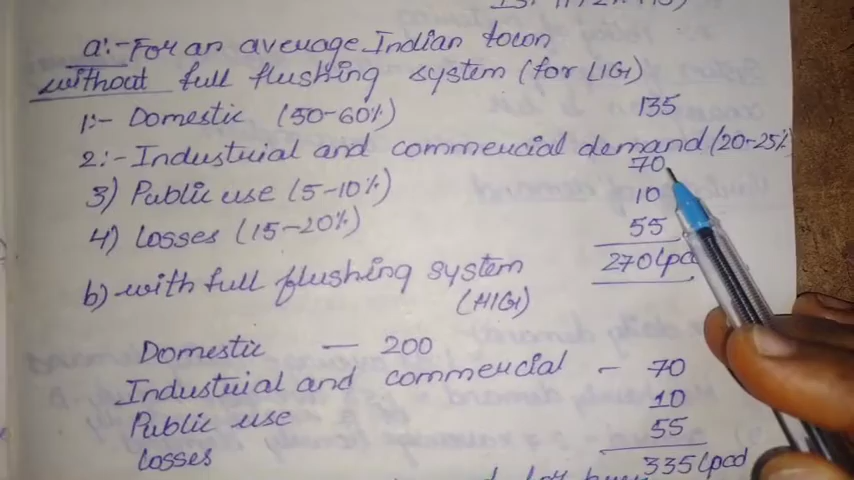 a:- For an average Indian town
without full flushing system (for LIG)
1:- Domestic (50-60%) 135
2:- Industrial and commercial demand (20-25%)
70
3) Public use (5-10%) 10
4) Losses (15-20%) 55
270 lpcd
b) with full flushing system
(HIG)
Domestic — 200
Industrial and commercial - 70
Public use 10
losses 55
335 lpcd